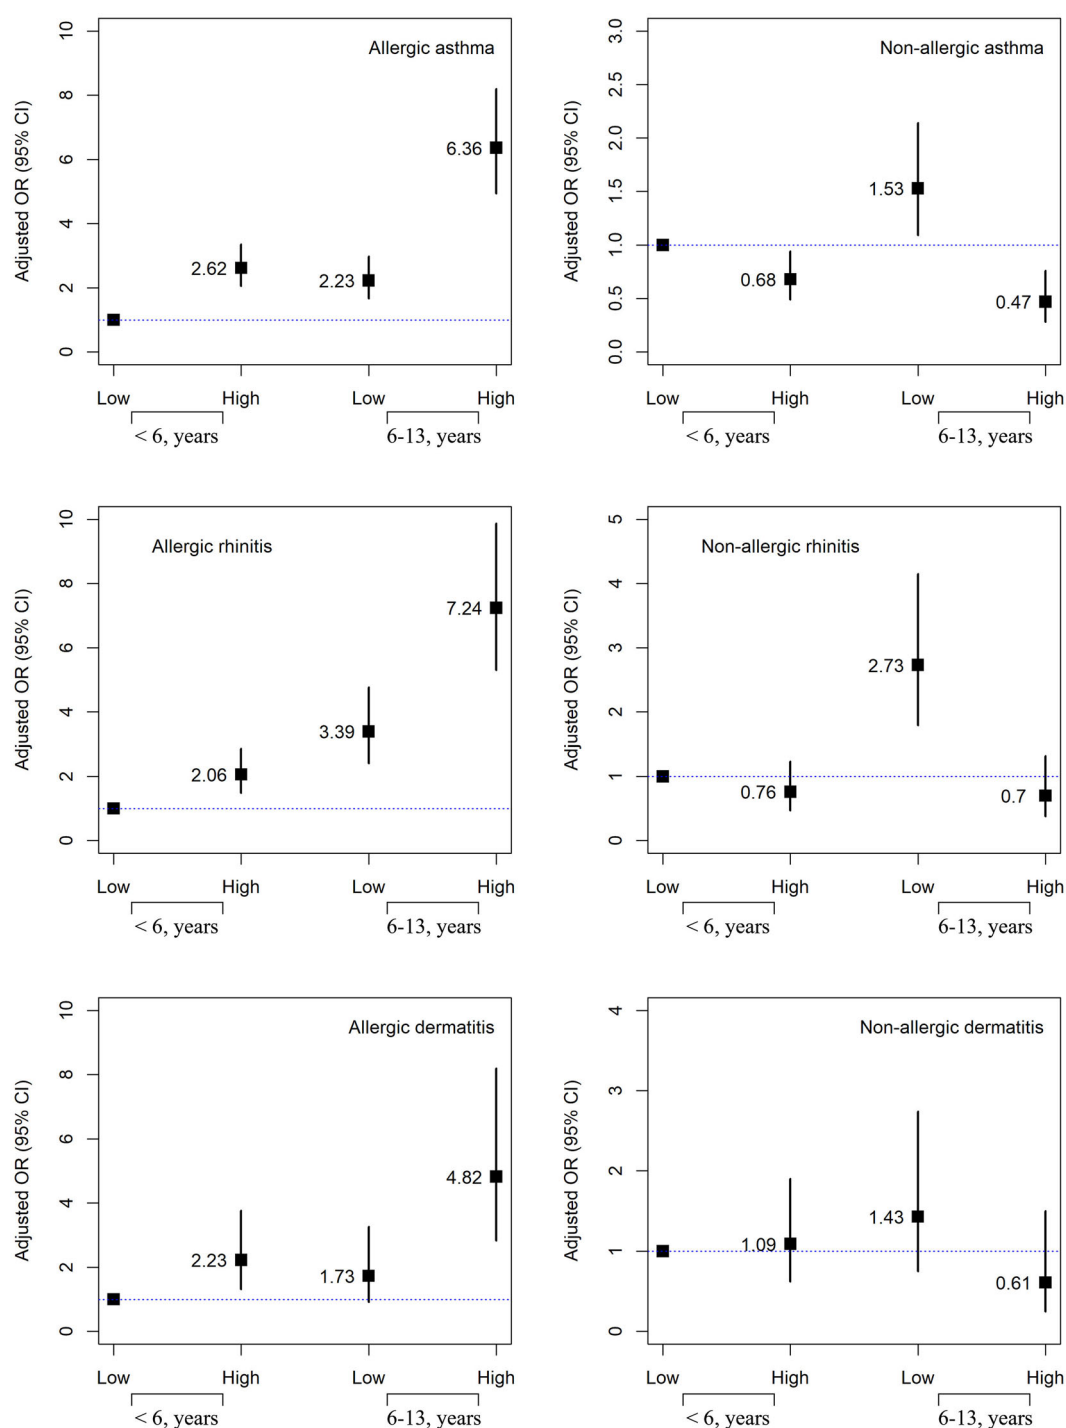 Allergic asthma
Adjusted OR (95% CI)
10
8
6
4
2
0
2.62
2.23
6.36
Low High Low High
< 6, years 6-13, years
Non-allergic asthma
Adjusted OR (95% CI)
3.0
2.5
2.0
1.5
1.0
0.5
0.0
0.68
1.53
0.47
Low High Low High
< 6, years 6-13, years
Allergic rhinitis
Adjusted OR (95% CI)
10
8
6
4
2
0
2.06
3.39
7.24
Low High Low High
< 6, years 6-13, years
Non-allergic rhinitis
Adjusted OR (95% CI)
5
4
3
2
1
0
0.76
2.73
0.7
Low High Low High
< 6, years 6-13, years
Allergic dermatitis
Adjusted OR (95% CI)
10
8
6
4
2
0
2.23
1.73
4.82
Low High Low High
< 6, years 6-13, years
Non-allergic dermatitis
Adjusted OR (95% CI)
4
3
2
1
0
1.09
1.43
0.61
Low High Low High
< 6, years 6-13, years